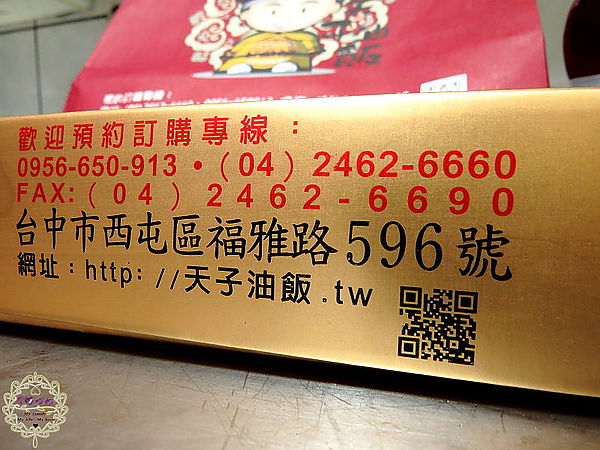 油飯
歡迎預約訂購專線：
0956-650-913・(04) 2462-6660
FAX: (04) 2462-6690
台中市西屯區福雅路596號
網址：http: //天子油飯.tw